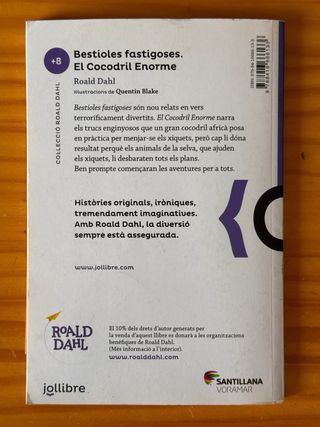 +8
Bestioles fastigoses.
El Cocodril Enorme
Roald Dahl
Il·lustracions de Quentin Blake
COL·LECCIÓ ROALD DAHL
Bestioles fastigoses són nou relats en vers
terroríficament divertits. El Cocodril Enorme narra
els trucs enginyosos que un gran cocodril africà posa
en pràctica per menjar-se els xiquets, però cap li dóna
resultat perquè els animals de la selva, que ajuden
els xiquets, li desbaraten tots els plans.
Ben prompte començaran les aventures per a tots.
Històries originals, iròniques,
tremendament imaginatives.
Amb Roald Dahl, la diversió
sempre està assegurada.
www.jollibre.com
ROALD
DAHL
El 10% dels drets d'autor generats per
la venda d'aquest llibre es donarà a les organitzacions
benèfiques de Roald Dahl.
(Més informació a l'interior).
www.roalddahl.com
jollibre
SANTILLANA
VORAMAR